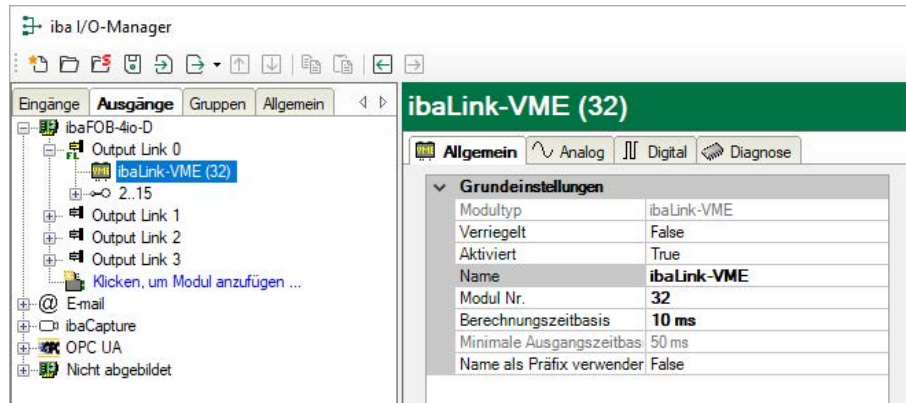 iba I/O-Manager
Eingänge Ausgänge Gruppen Allgemein
ibaLink-VME (32)
ibaFOB-4io-D
Output Link 0
ibaLink-VME (32)
2..15
Output Link 1
Output Link 2
Output Link 3
Klicken, um Modul anzufügen ...
E-mail
ibaCapture
OPC UA
Nicht abgebildet
Allgemein Analog Digital Diagnose
Grundeinstellungen
Modultyp ibaLink-VME
Verriegelt False
Aktiviert True
Name ibaLink-VME
Modul Nr. 32
Berechnungszeitbasis 10 ms
Minimale Ausgangszeitbas 50 ms
Name als Präfix verwender False